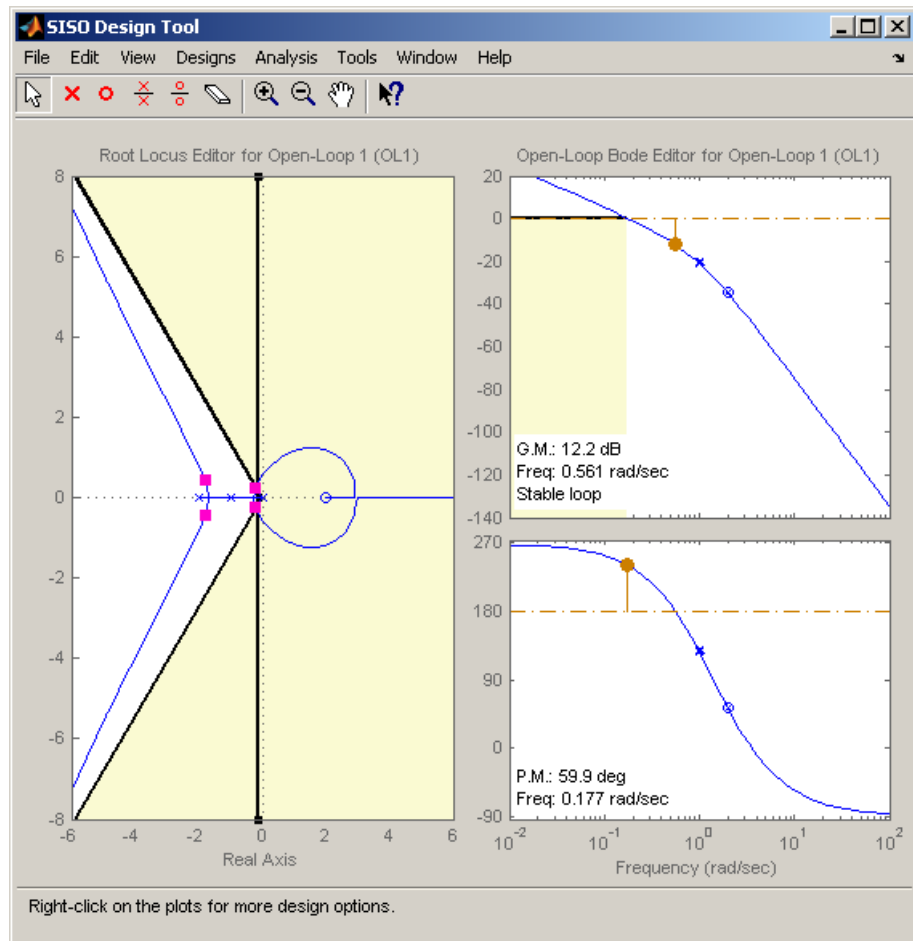 SISO Design Tool
File Edit View Designs Analysis Tools Window Help
Root Locus Editor for Open-Loop 1 (OL1)
8
6
4
2
0
-2
-4
-6
-8
-6 -4 -2 0 2 4 6
Real Axis
Open-Loop Bode Editor for Open-Loop 1 (OL1)
20
0
-20
-40
-60
-80
-100
-120
-140
G.M.: 12.2 dB
Freq: 0.561 rad/sec
Stable loop
270
180
90
0
-90
P.M.: 59.9 deg
Freq: 0.177 rad/sec
10^-2 10^-1 10^0 10^1 10^2
Frequency (rad/sec)
Right-click on the plots for more design options.